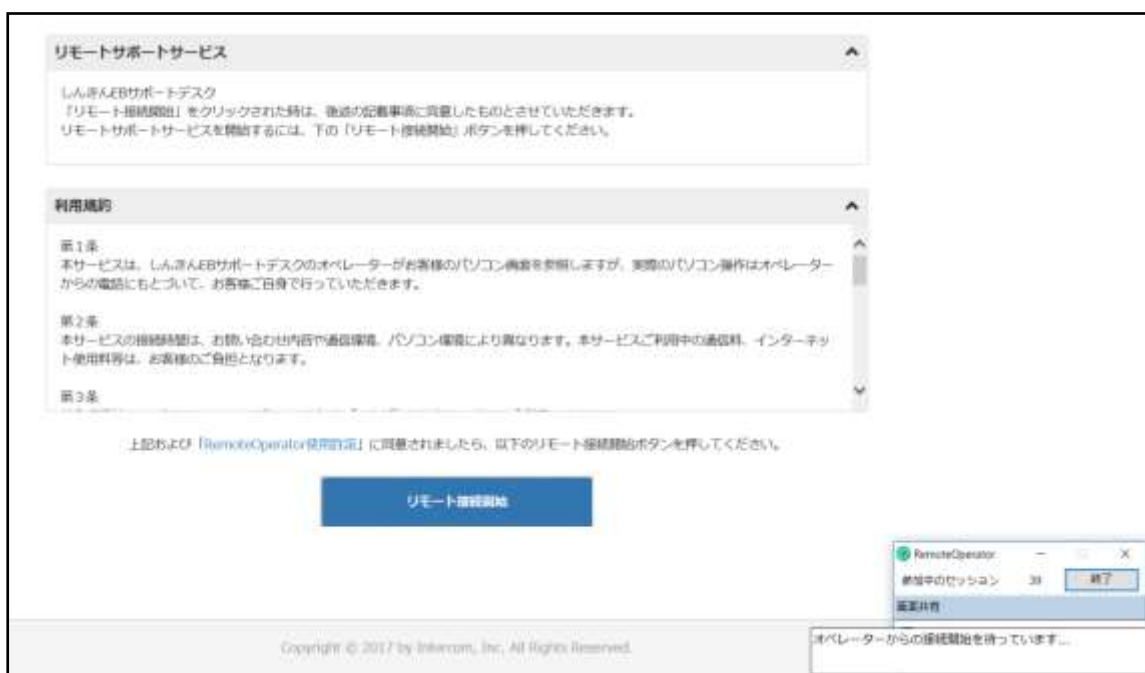 リモートサポートサービス
しんきんEBサポートデスク
「リモート接続開始」をクリックされた時は、後述の記載事項に同意したものとさせていただきます。
リモートサポートサービスを開始するには、下の「リモート接続開始」ボタンを押してください。
利用規約
第1条
本サービスは、しんきんEBサポートデスクのオペレーターがお客様のパソコン画面を参照しますが、実際のパソコン操作はオペレーター
からの電話にもとづいて、お客様ご自身で行っていただきます。
第2条
本サービスの接続時間は、お問い合わせ内容や通信環境、パソコン環境により異なります。本サービスご利用中の通信料、インターネッ
ト使用料等は、お客様のご負担となります。
第3条
上記および「RemoteOperator使用許諾」に同意されましたら、以下のリモート接続開始ボタンを押してください。
リモート接続開始
RemoteOperator
参加中のセッション 39 終了
画面共有
オペレーターからの接続開始を待っています...
Copyright © 2017 by Intercom, Inc. All Rights Reserved.